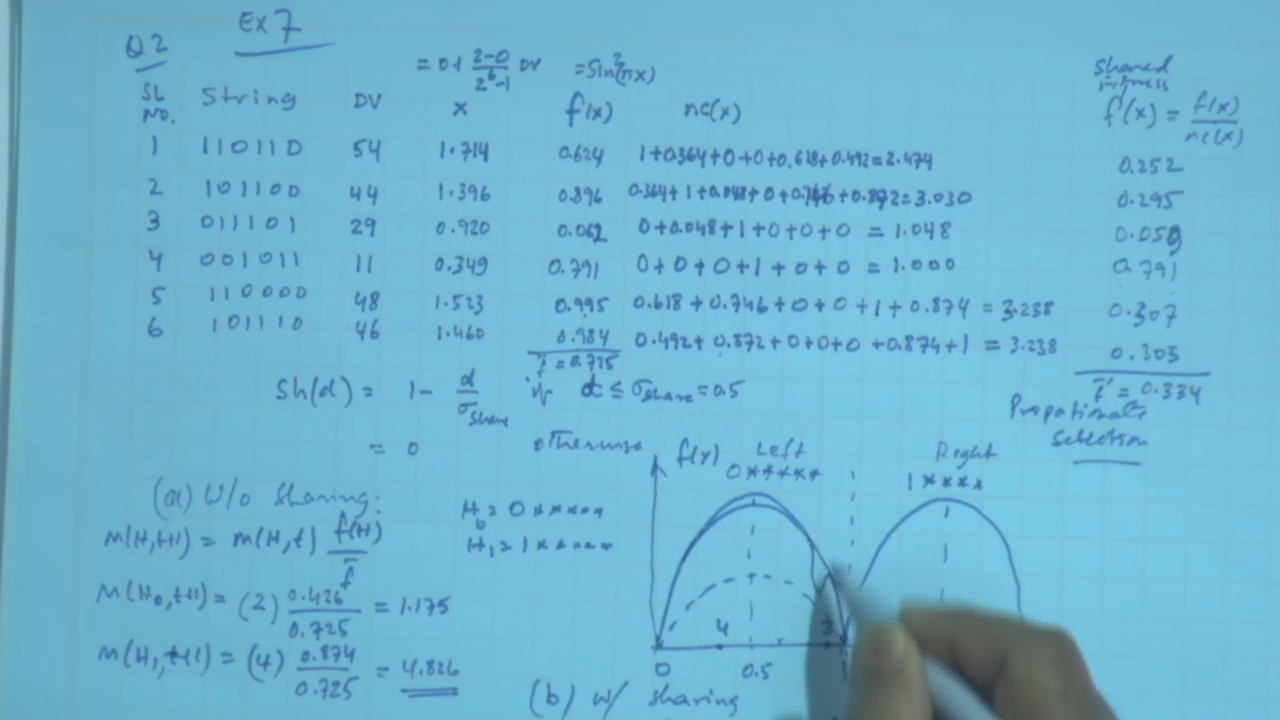 Q2 Ex 7
= 0+ (2-0)/(2^6-1) DV = Sin²(πx) Shared fitness
SL NO. String DV x f(x) nc(x) f'(x) = f(x)/nc(x)
1 110110 54 1.714 0.624 1+0.364+0+0+0.618+0.492=2.474 0.252
2 101100 44 1.396 0.896 0.364+1+0.048+0+0.746+0.872=3.030 0.295
3 011101 29 0.920 0.062 0+0.048+1+0+0+0 = 1.048 0.059
4 001011 11 0.349 0.791 0+0+0+1+0+0 = 1.000 0.791
5 110000 48 1.523 0.995 0.618+0.746+0+0+1+0.874 = 3.238 0.307
6 101110 46 1.460 0.984 0.492+0.872+0+0+0+0.874+1 = 3.238 0.303
f̄ = 0.725 f̄' = 0.334
Sh(d) = 1- d/σshare if d ≤ σshare = 0.5
= 0 otherwise
Propationate Selection
(a) W/o Sharing:
m(H,t+1) = m(H,t) f(H)/f̄
H0 = 0*****
H1 = 1*****
m(H0,t+1) = (2) 0.426/0.725 = 1.175
m(H1,t+1) = (4) 0.874/0.725 = 4.826
f(x) Left Right
0***** 1****
4 3
0 0.5 1
(b) w/ sharing